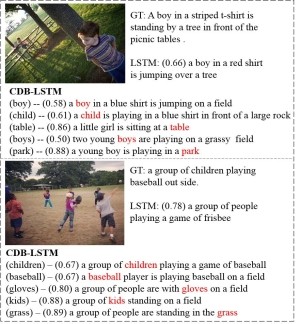 GT: A boy in a striped t-shirt is
standing by a tree in front of the
picnic tables .
LSTM: (0.66) a boy in a red shirt
is jumping over a tree
CDB-LSTM
(boy) -- (0.58) a boy in a blue shirt is jumping on a field
(child) -- (0.61) a child is playing in a blue shirt in front of a large rock
(table) -- (0.86) a little girl is sitting at a table
(boys) -- (0.50) two young boys are playing on a grassy field
(park) -- (0.88) a young boy is playing in a park
GT: a group of children playing
baseball out side.
LSTM: (0.78) a group of people
playing a game of frisbee
CDB-LSTM
(children) – (0.67) a group of children playing a game of baseball
(baseball) – (0.67) a baseball player is playing baseball on a field
(gloves) – (0.80) a group of people are with gloves on a field
(kids) – (0.88) a group of kids standing on a field
(grass) – (0.89) a group of people are standing in the grass